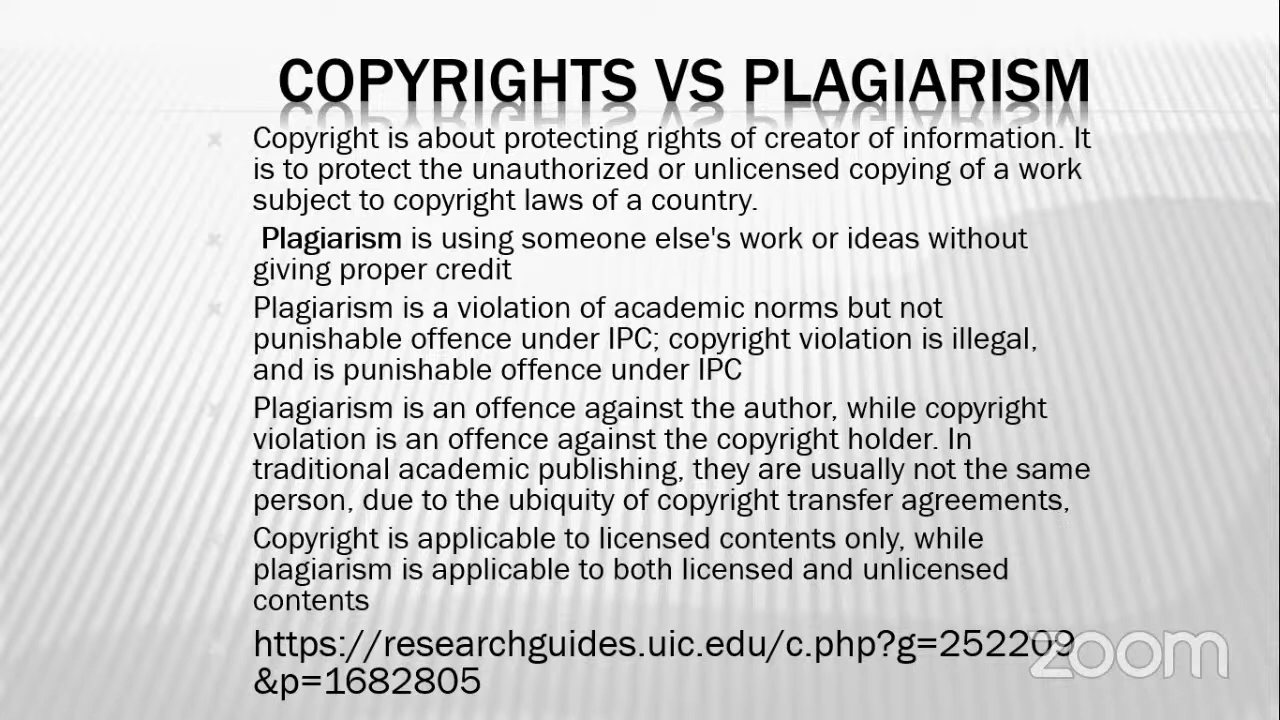 COPYRIGHTS VS PLAGIARISM
Copyright is about protecting rights of creator of information. It
is to protect the unauthorized or unlicensed copying of a work
subject to copyright laws of a country.
Plagiarism is using someone else's work or ideas without
giving proper credit
Plagiarism is a violation of academic norms but not
punishable offence under IPC; copyright violation is illegal,
and is punishable offence under IPC
Plagiarism is an offence against the author, while copyright
violation is an offence against the copyright holder. In
traditional academic publishing, they are usually not the same
person, due to the ubiquity of copyright transfer agreements,
Copyright is applicable to licensed contents only, while
plagiarism is applicable to both licensed and unlicensed
contents
https://researchguides.uic.edu/c.php?g=252209
&p=1682805
zoom